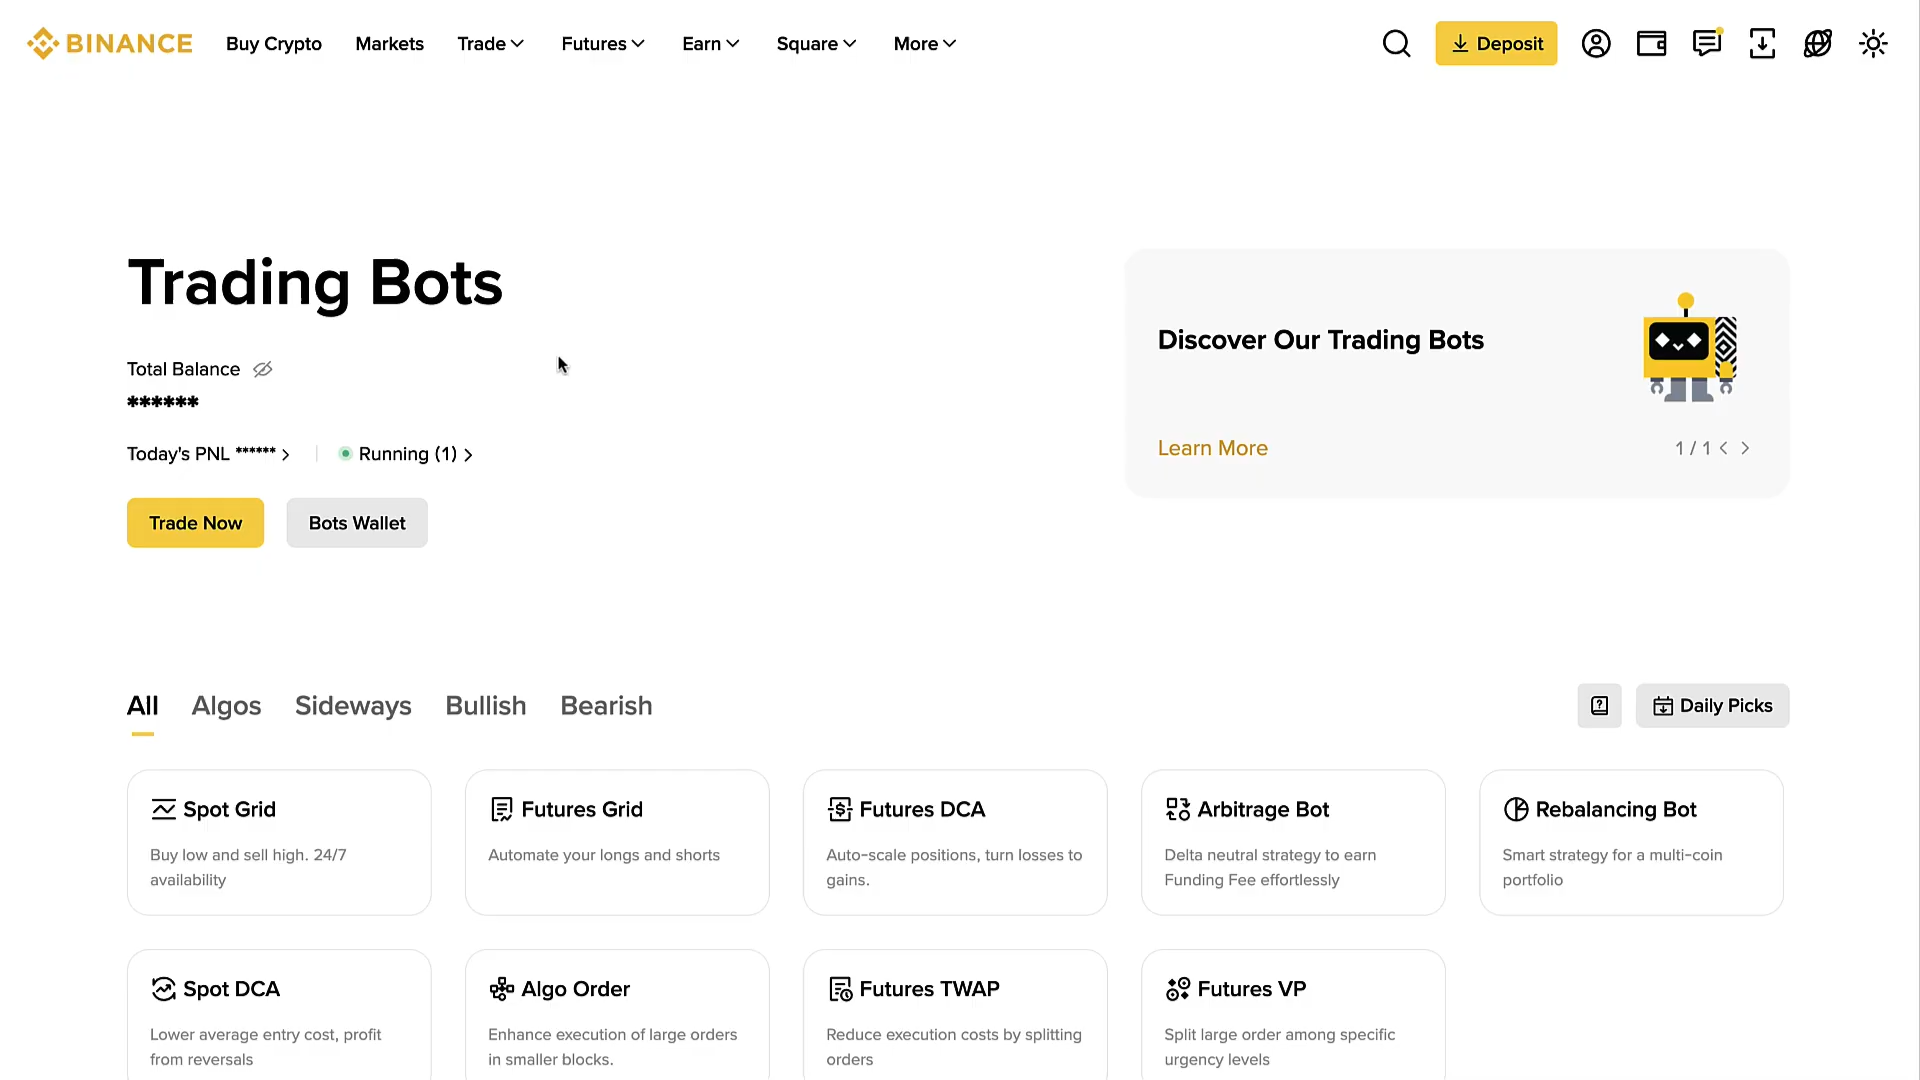 BINANCE Buy Crypto Markets Trade Futures Earn Square More Deposit
Trading Bots
Total Balance
******
Today's PNL ****** Running (1)
Trade Now Bots Wallet
Discover Our Trading Bots
Learn More 1 / 1
All Algos Sideways Bullish Bearish Daily Picks
Spot Grid
Buy low and sell high. 24/7
availability
Futures Grid
Automate your longs and shorts
Futures DCA
Auto-scale positions, turn losses to
gains.
Arbitrage Bot
Delta neutral strategy to earn
Funding Fee effortlessly
Rebalancing Bot
Smart strategy for a multi-coin
portfolio
Spot DCA
Lower average entry cost, profit
from reversals
Algo Order
Enhance execution of large orders
in smaller blocks.
Futures TWAP
Reduce execution costs by splitting
orders
Futures VP
Split large order among specific
urgency levels